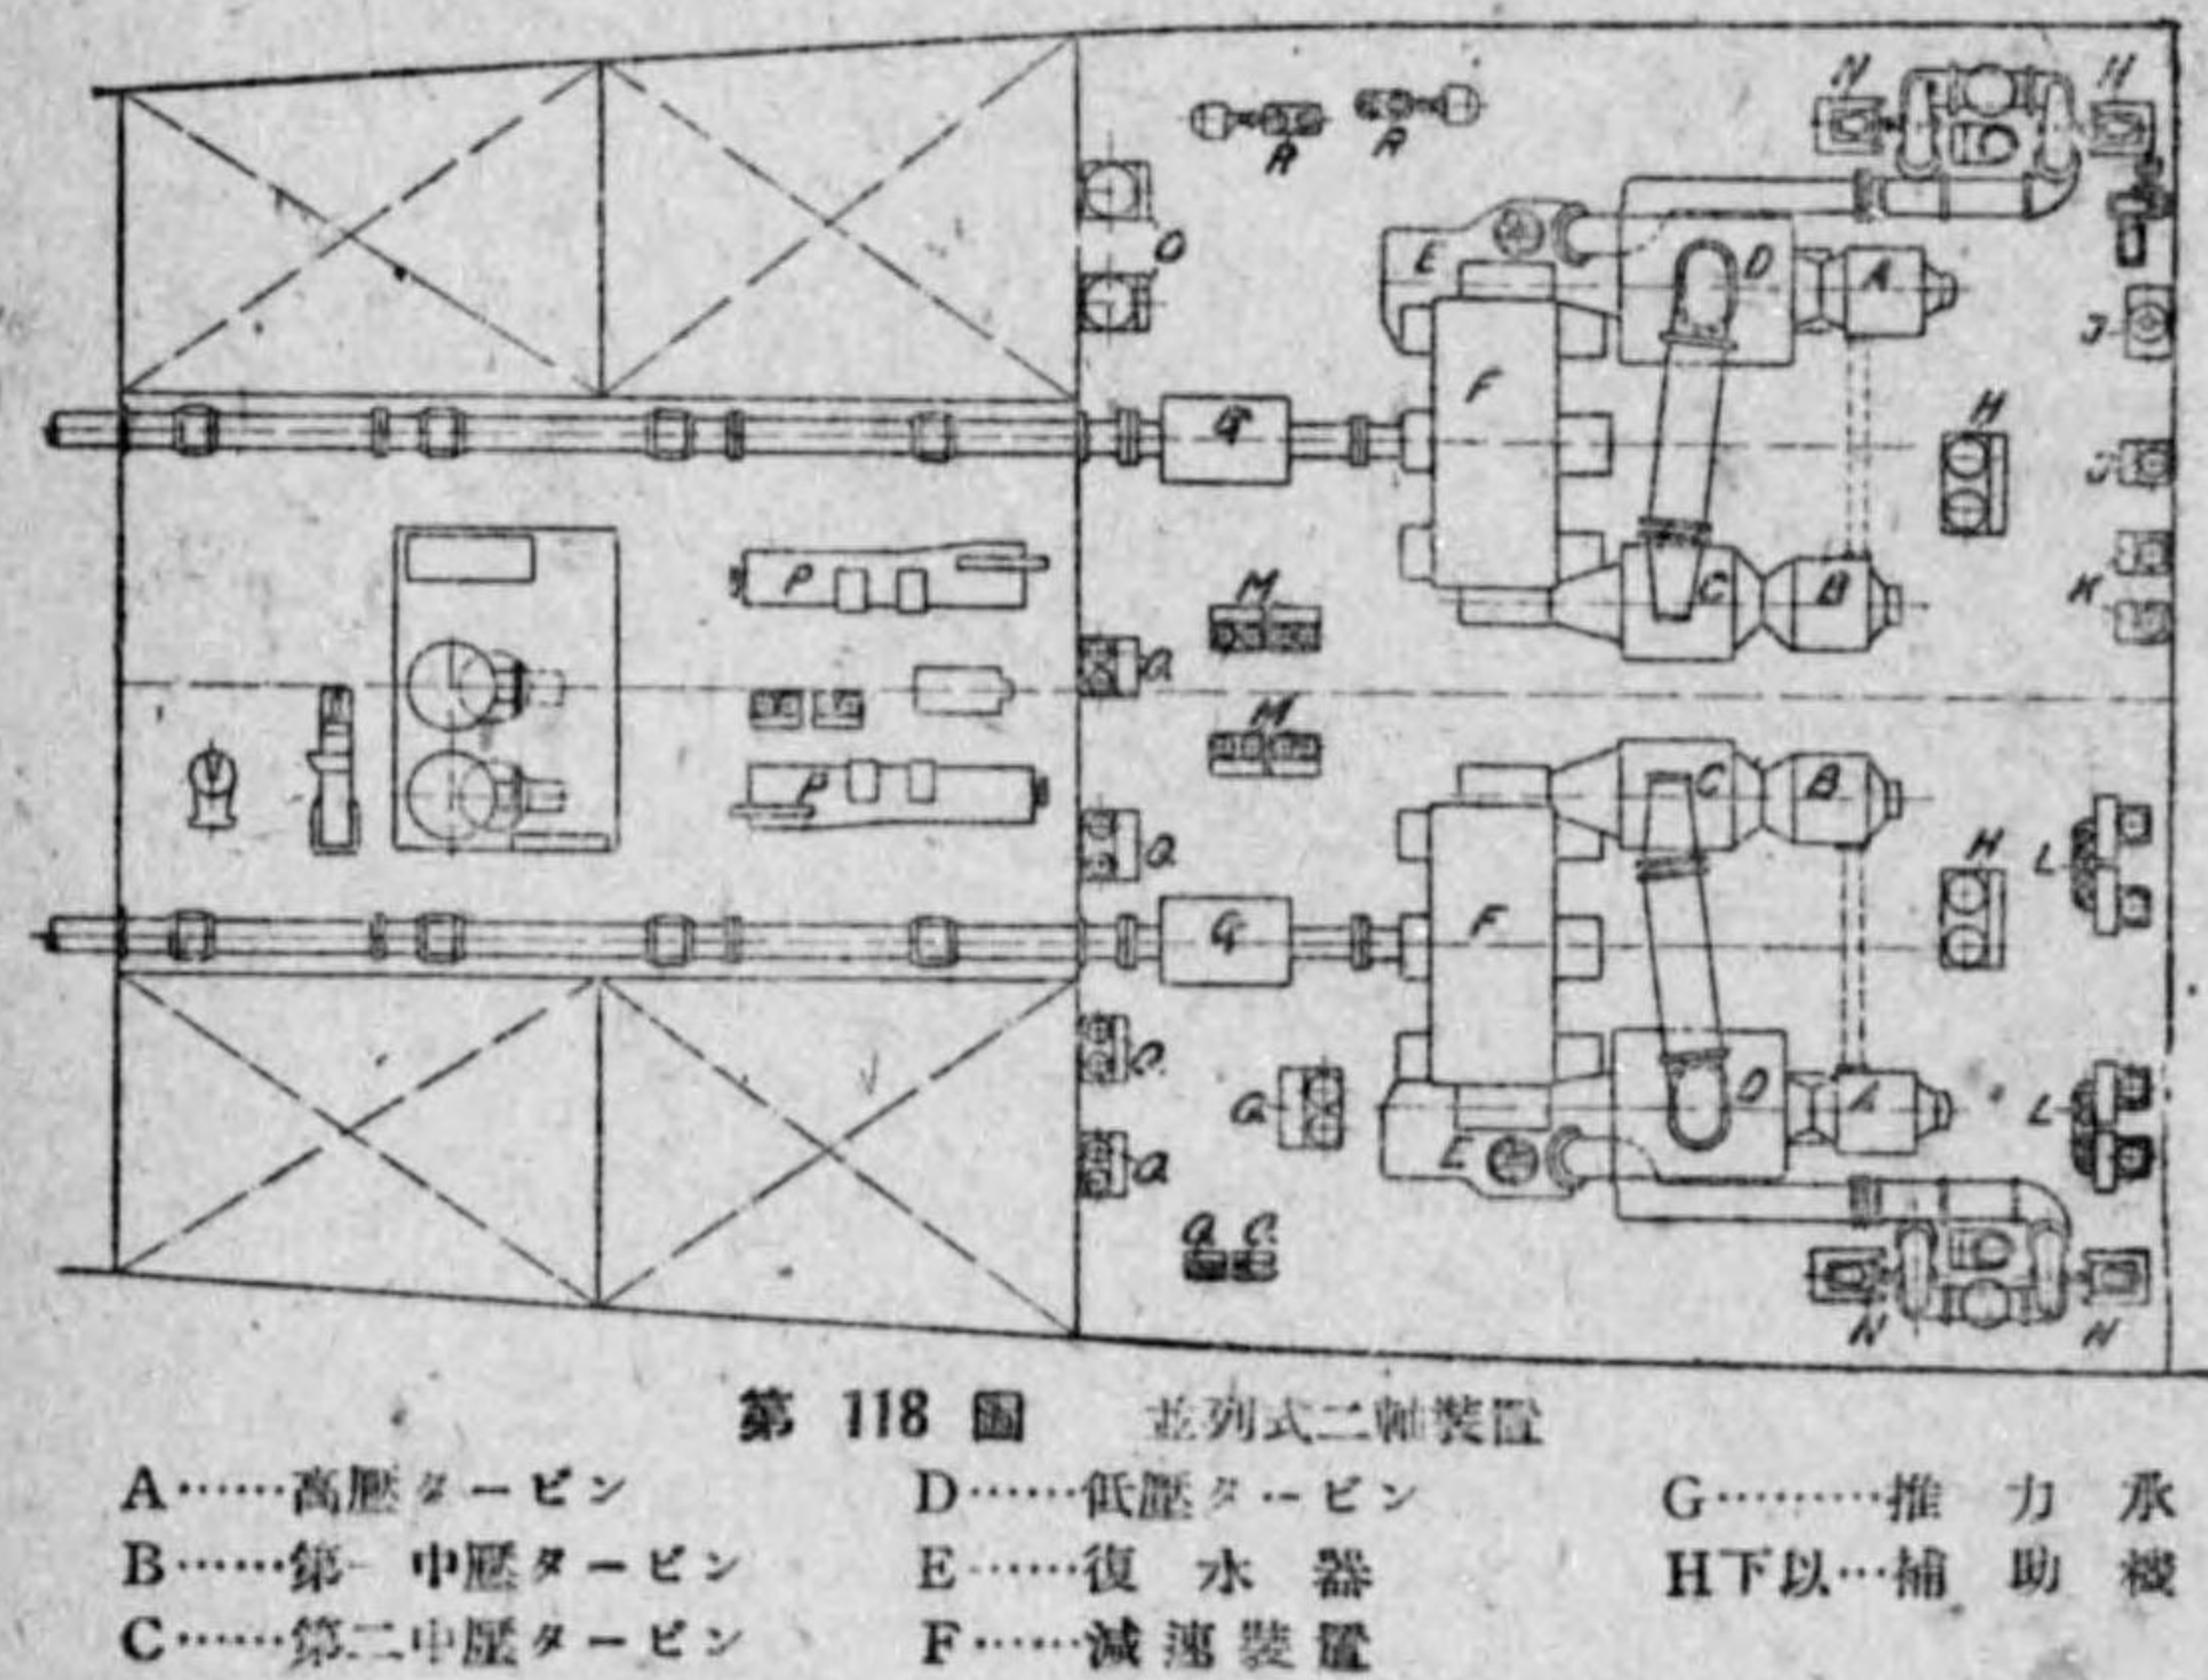 N H
R R
O
E D A
J
F
H
G
J
P
M
C B
K
Q
M
P
C B
Q
H
L
G F
O
Q D A
L
E
Q
N N
第 118 圖 並列式二軸裝置
A……高壓タービン D……低壓タービン G………推力承
B……第一中壓タービン E……復水器 H下以…補助機
C……第二中壓タービン F……減速裝置